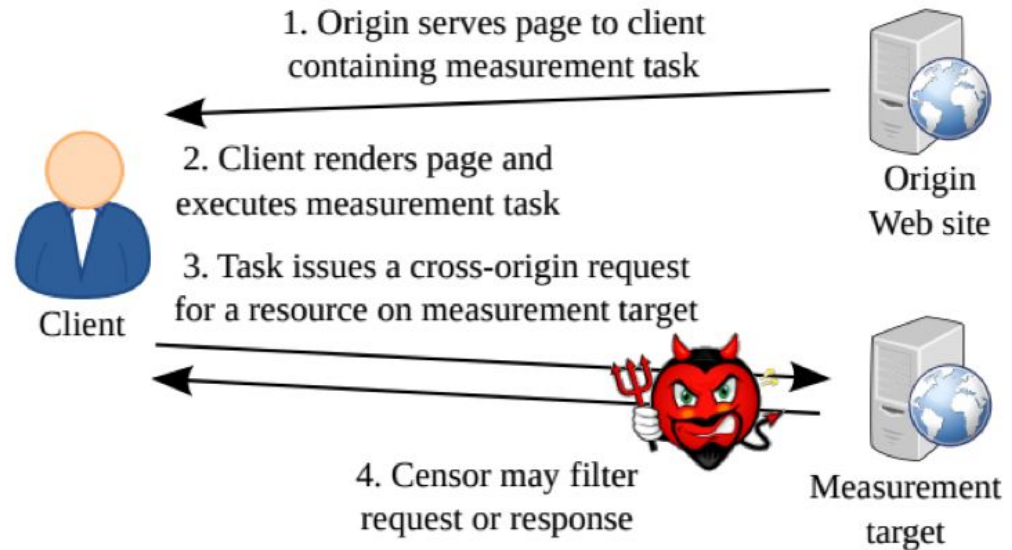 1. Origin serves page to client
containing measurement task
2. Client renders page and
executes measurement task
Origin
Web site
3. Task issues a cross-origin request
for a resource on measurement target
Client
4. Censor may filter
request or response
Measurement
target